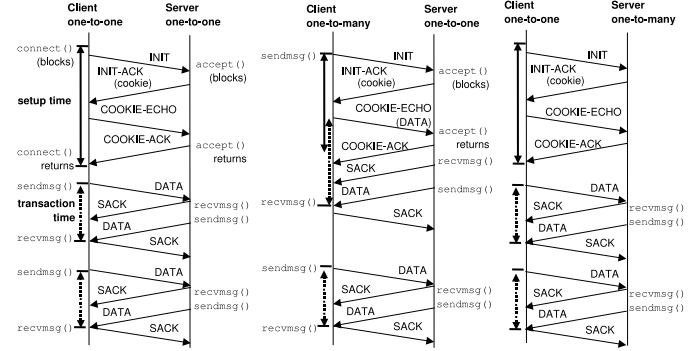 Client
one-to-one
Server
one-to-one
connect()
(blocks)
INIT
accept()
(blocks)
INIT-ACK
(cookie)
setup time
COOKIE-ECHO
COOKIE-ACK
connect()
returns
accept()
returns
sendmsg()
DATA
transaction
time
SACK
recvmsg()
sendmsg()
DATA
recvmsg()
SACK
sendmsg()
DATA
SACK
recvmsg()
sendmsg()
DATA
recvmsg()
SACK
Client
one-to-many
Server
one-to-one
sendmsg()
INIT
accept()
(blocks)
INIT-ACK
(cookie)
COOKIE-ECHO
(DATA)
accept()
returns
COOKIE-ACK
recvmsg()
SACK
sendmsg()
DATA
recvmsg()
SACK
sendmsg()
DATA
SACK
recvmsg()
sendmsg()
DATA
recvmsg()
SACK
Client
one-to-one
Server
one-to-many
INIT
INIT-ACK
(cookie)
COOKIE-ECHO
COOKIE-ACK
DATA
SACK
recvmsg()
sendmsg()
DATA
SACK
DATA
SACK
recvmsg()
sendmsg()
DATA
SACK